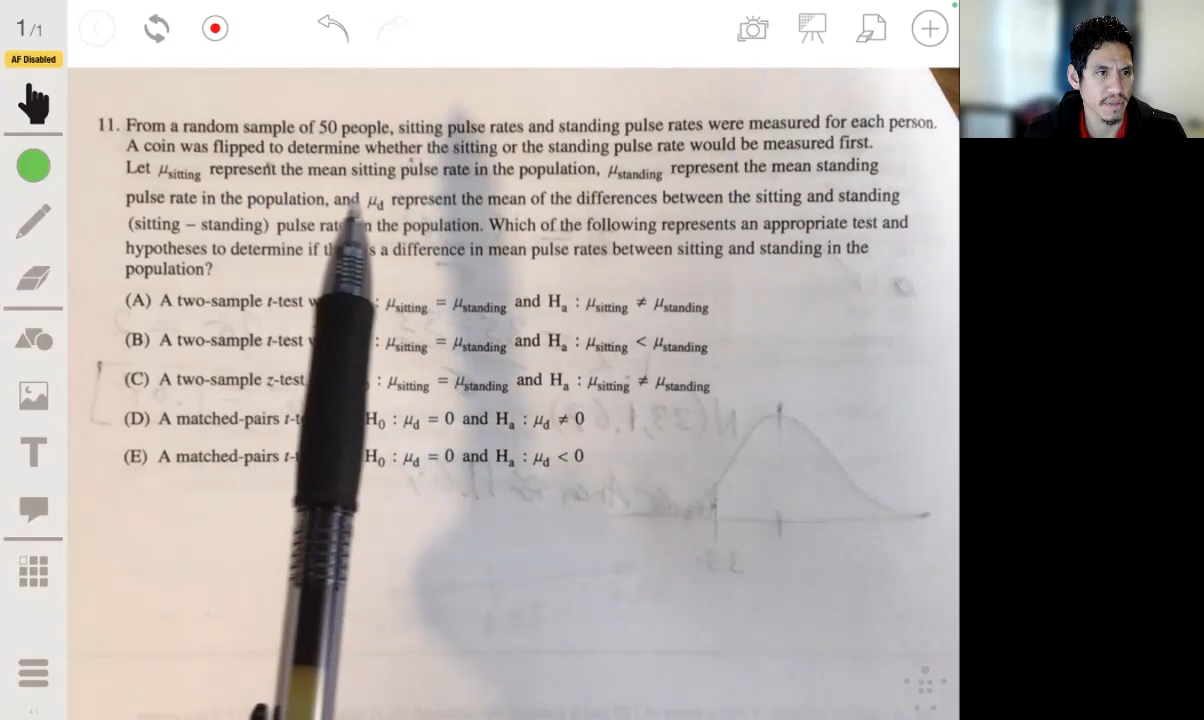 1/1
AF Disabled
11. From a random sample of 50 people, sitting pulse rates and standing pulse rates were measured for each person.
A coin was flipped to determine whether the sitting or the standing pulse rate would be measured first.
Let μsitting represent the mean sitting pulse rate in the population, μstanding represent the mean standing
pulse rate in the population, and μd represent the mean of the differences between the sitting and standing
(sitting − standing) pulse the population. Which of the following represents an appropriate test and
hypotheses to determine if a difference in mean pulse rates between sitting and standing in the
population?
(A) A two-sample t-test : μsitting = μstanding and Ha : μsitting ≠ μstanding
(B) A two-sample t-test : μsitting = μstanding and Ha : μsitting < μstanding
(C) A two-sample z-test : μsitting = μstanding and Ha : μsitting ≠ μstanding
(D) A matched-pairs H0 : μd = 0 and Ha : μd ≠ 0
(E) A matched-pairs H0 : μd = 0 and Ha : μd < 0
T